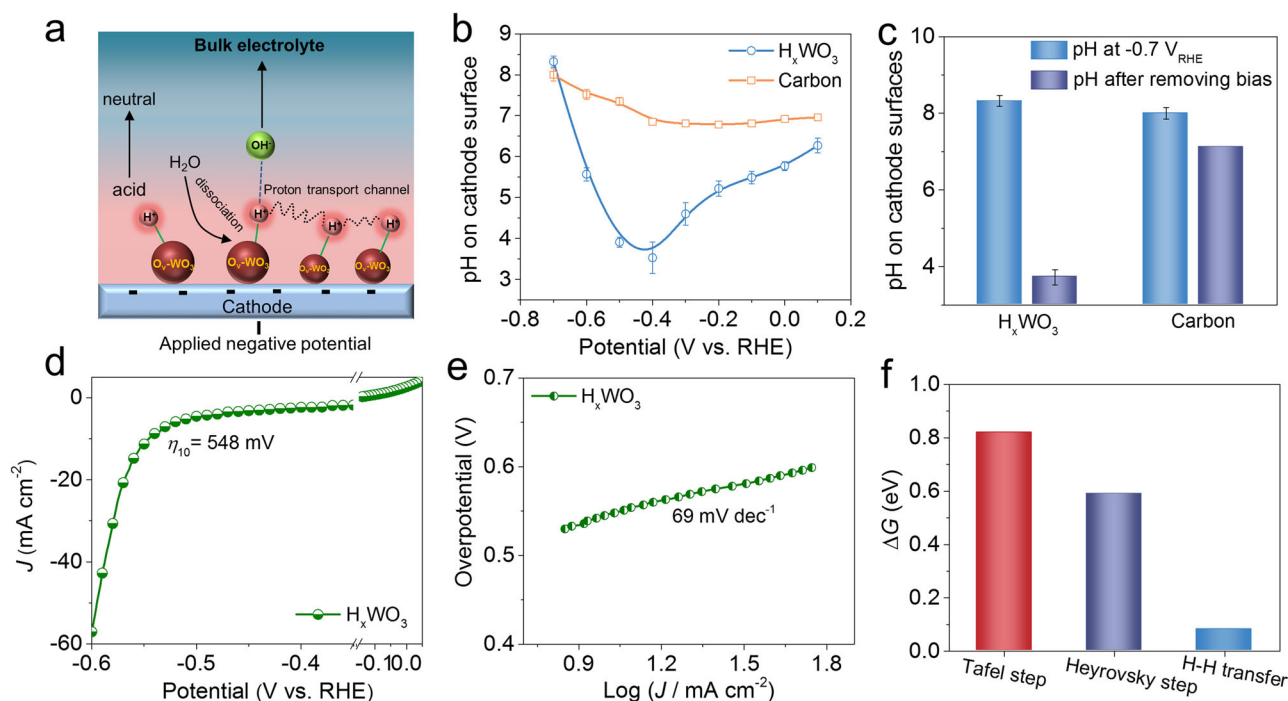 a
Bulk electrolyte
neutral
acid
OH⁻
H₂O
dissociation
Proton transport channel
H⁺
H⁺
H⁺
H⁺
Oᵥ-WO₃
Oᵥ-WO₃
Oᵥ-WO₃
Oᵥ-WO₃
Cathode
Applied negative potential
b
9
8
7
6
5
4
3
pH on cathode surface
HₓWO₃
Carbon
-0.8
-0.6
-0.4
-0.2
0.0
0.2
Potential (V vs. RHE)
c
10
8
6
4
pH on cathode surfaces
pH at -0.7 V_RHE
pH after removing bias
HₓWO₃
Carbon
d
0
-20
-40
-60
J (mA cm⁻²)
η₁₀= 548 mV
HₓWO₃
-0.6
-0.5
-0.4
-0.1
0.0
Potential (V vs. RHE)
e
0.7
0.6
0.5
0.4
Overpotential (V)
HₓWO₃
69 mV dec⁻¹
0.9
1.2
1.5
1.8
Log (J / mA cm⁻²)
f
1.0
0.8
0.6
0.4
0.2
0.0
ΔG (eV)
Tafel step
Heyrovsky step
H-H transfer